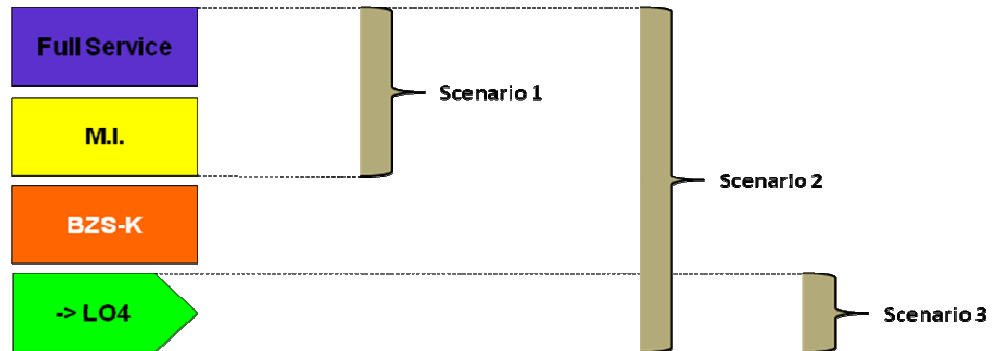 Full Service
Scenario 1
M.I.
Scenario 2
BZS-K
-> LO4
Scenario 3